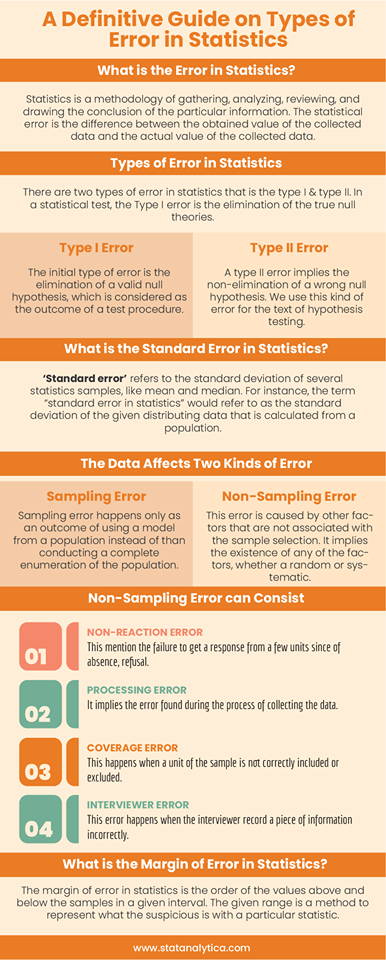 A Definitive Guide on Types of
Error in Statistics
What is the Error in Statistics?
Statistics is a methodology of gathering, analyzing, reviewing, and
drawing the conclusion of the particular information. The statistical
error is the difference between the obtained value of the collected
data and the actual value of the collected data.
Types of Error in Statistics
There are two types of error in statistics that is the type I & type II. In
a statistical test, the Type I error is the elimination of the true null
theories.
Type I Error
The initial type of error is the
elimination of a valid null
hypothesis, which is considered as
the outcome of a test procedure.
Type II Error
A type II error implies the
non-elimination of a wrong null
hypothesis. We use this kind of
error for the text of hypothesis
testing.
What is the Standard Error in Statistics?
‘Standard error’ refers to the standard deviation of several
statistics samples, like mean and median. For instance, the term
“standard error in statistics” would refer to as the standard
deviation of the given distributing data that is calculated from a
population.
The Data Affects Two Kinds of Error
Sampling Error
Sampling error happens only as
an outcome of using a model
from a population instead of than
conducting a complete
enumeration of the population.
Non-Sampling Error
This error is caused by other fac-
tors that are not associated with
the sample selection. It implies
the existence of any of the fac-
tors, whether a random or sys-
tematic.
Non-Sampling Error can Consist
01
NON-REACTION ERROR
This mention the failure to get a response from a few units since of
absence, refusal.
02
PROCESSING ERROR
It implies the error found during the process of collecting the data.
03
COVERAGE ERROR
This happens when a unit of the sample is not correctly included or
excluded.
04
INTERVIEWER ERROR
This error happens when the interviewer record a piece of information
incorrectly.
What is the Margin of Error in Statistics?
The margin of error in statistics is the order of the values above and
below the samples in a given interval. The given range is a method to
represent what the suspicious is with a particular statistic.
www.statanalytica.com